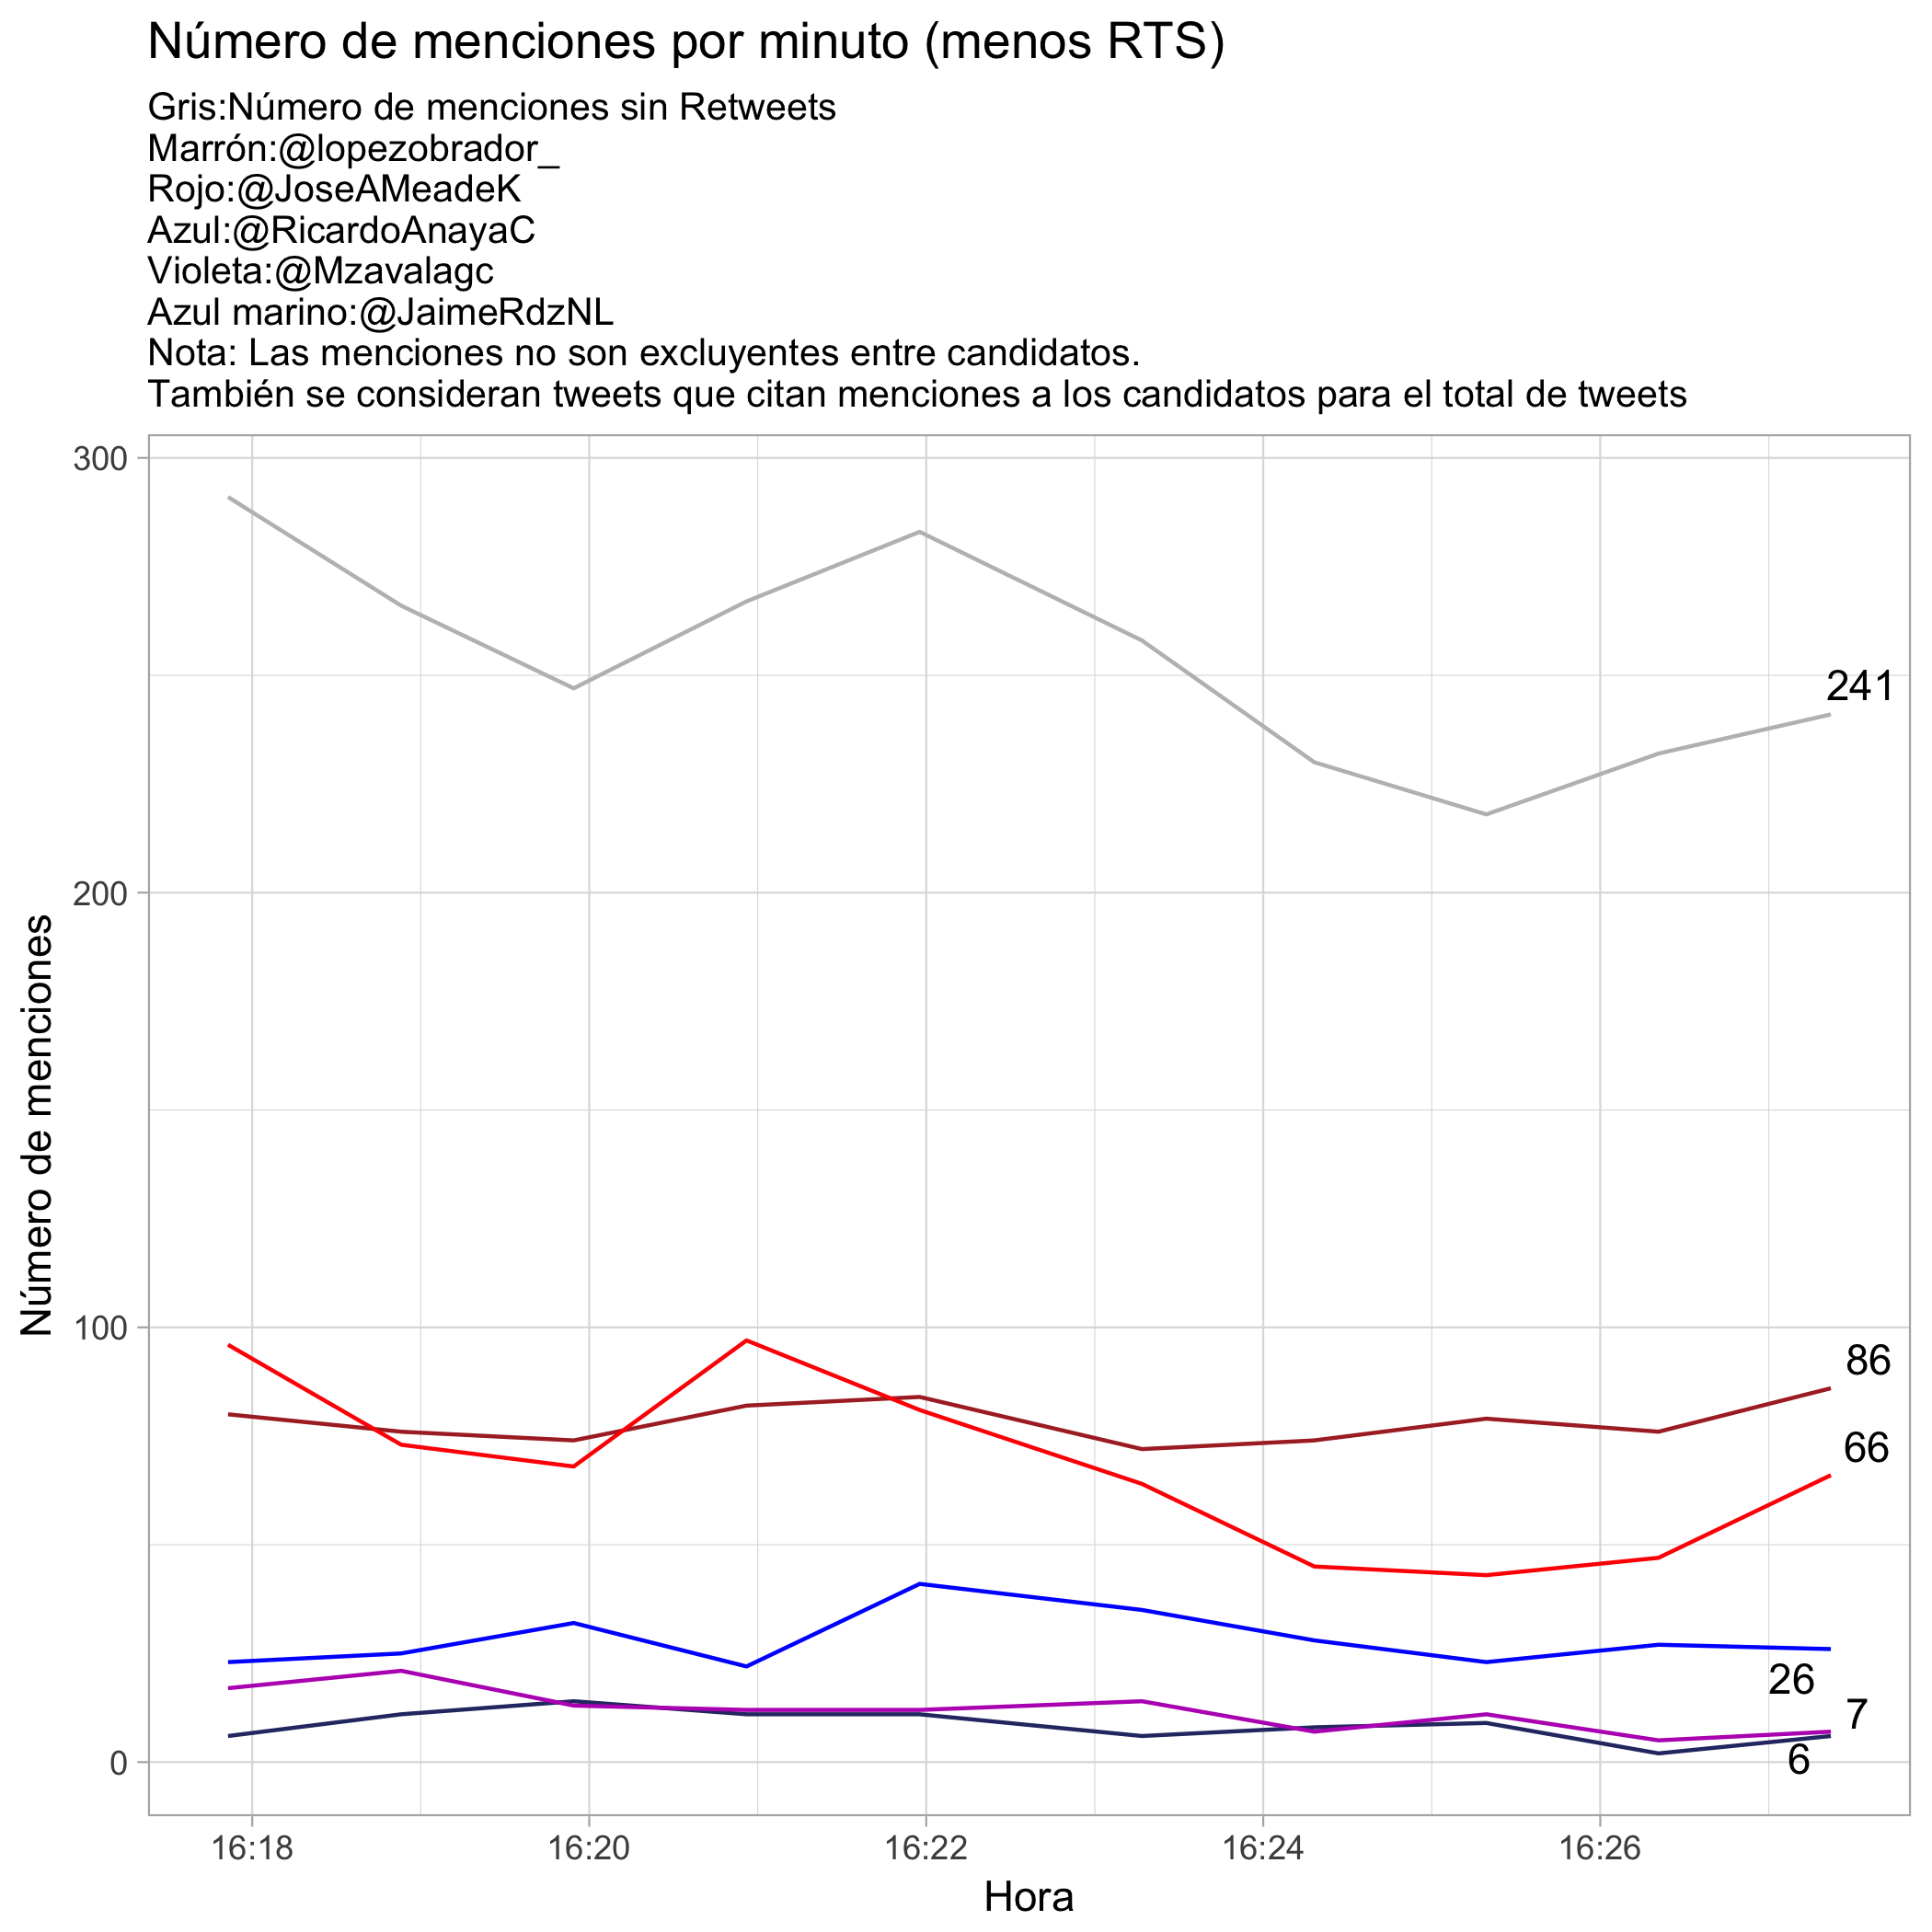 Número de menciones por minuto (menos RTS)
Gris:Número de menciones sin Retweets
Marrón:@lopezobrador_
Rojo:@JoseAMeadeK
Azul:@RicardoAnayaC
Violeta:@Mzavalagc
Azul marino:@JaimeRdzNL
Nota: Las menciones no son excluyentes entre candidatos.
También se consideran tweets que citan menciones a los candidatos para el total de tweets
300
200
100
0
Número de menciones
241
86
66
26
7
6
16:18
16:20
16:22
16:24
16:26
Hora